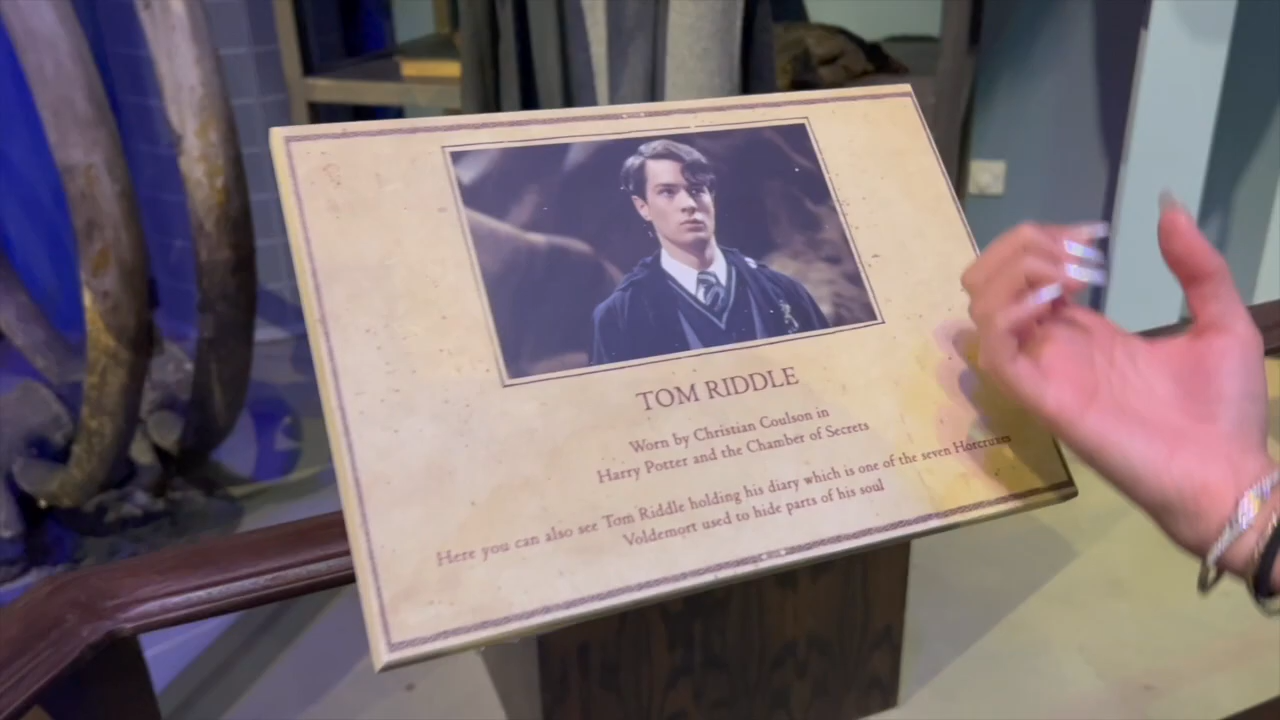 TOM RIDDLE
Worn by Christian Coulson in
Harry Potter and the Chamber of Secrets
Here you can also see Tom Riddle holding his diary which is one of the seven Horcruxes
Voldemort used to hide parts of his soul